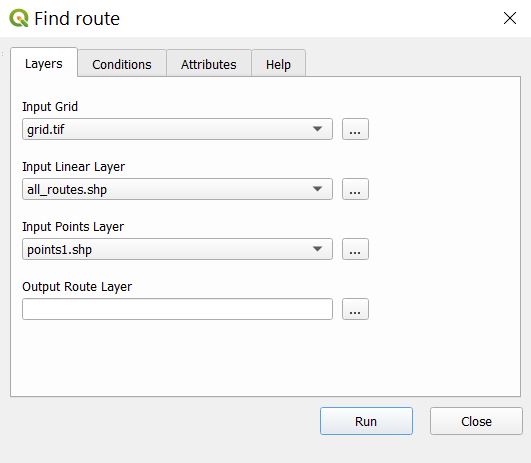 Find route
Layers Conditions Attributes Help
Input Grid
grid.tif ...
Input Linear Layer
all_routes.shp ...
Input Points Layer
points1.shp ...
Output Route Layer
...
Run Close